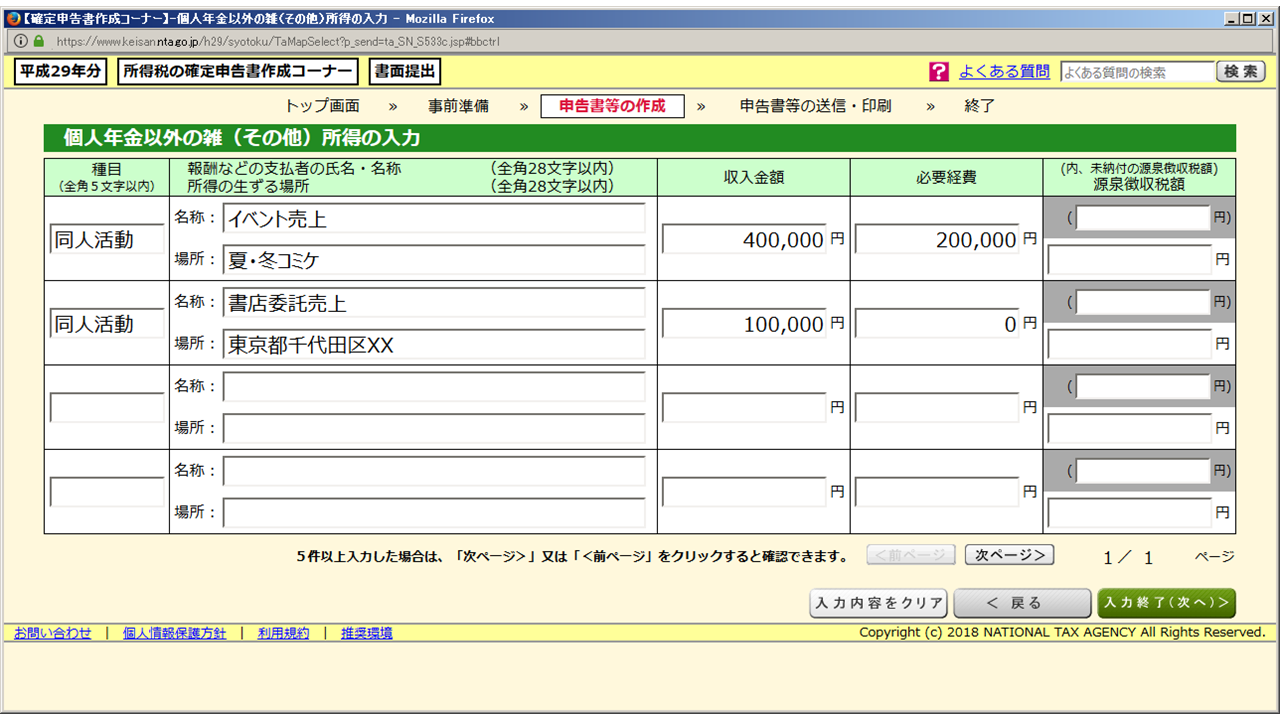 【確定申告書作成コーナー】-個人年金以外の雑(その他)所得の入力 - Mozilla Firefox
https://www.keisan.nta.go.jp/h29/syotoku/TaMapSelect?p_send=ta_SN_S533c.jsp#bbctrl
平成29年分 所得税の確定申告書作成コーナー 書面提出 ? よくある質問 よくある質問の検索 検索
トップ画面 » 事前準備 » 申告書等の作成 » 申告書等の送信・印刷 » 終了
個人年金以外の雑（その他）所得の入力
種目
（全角５文字以内）
報酬などの支払者の氏名・名称 （全角28文字以内）
所得の生ずる場所 （全角28文字以内）
収入金額
必要経費
(内、未納付の源泉徴収税額)
源泉徴収税額
同人活動
名称： イベント売上
場所： 夏・冬コミケ
400,000 円
200,000 円
( 円)
円
同人活動
名称： 書店委託売上
場所： 東京都千代田区XX
100,000 円
0 円
( 円)
円
名称：
場所：
円
円
( 円)
円
名称：
場所：
円
円
( 円)
円
５件以上入力した場合は、「次ページ＞」又は「＜前ページ」をクリックすると確認できます。 ＜前ページ 次ページ＞ 1／ 1 ページ
入力内容をクリア ＜ 戻る 入力終了(次へ)＞
お問い合わせ | 個人情報保護方針 | 利用規約 | 推奨環境 Copyright (c) 2018 NATIONAL TAX AGENCY All Rights Reserved.